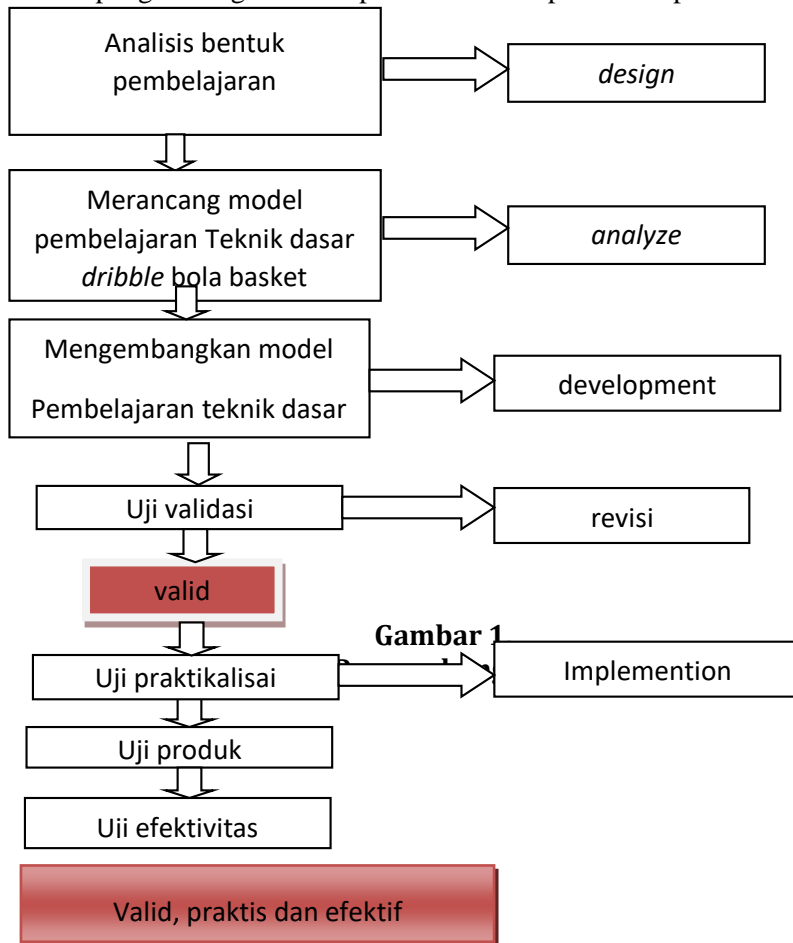 Analisis bentuk
pembelajaran
design
Merancang model
pembelajaran Teknik dasar
dribble bola basket
analyze
Mengembangkan model
Pembelajaran teknik dasar
development
Uji validasi
revisi
valid
Gambar 1.
Uji praktikalisai
Implemention
Uji produk
Uji efektivitas
Valid, praktis dan efektif